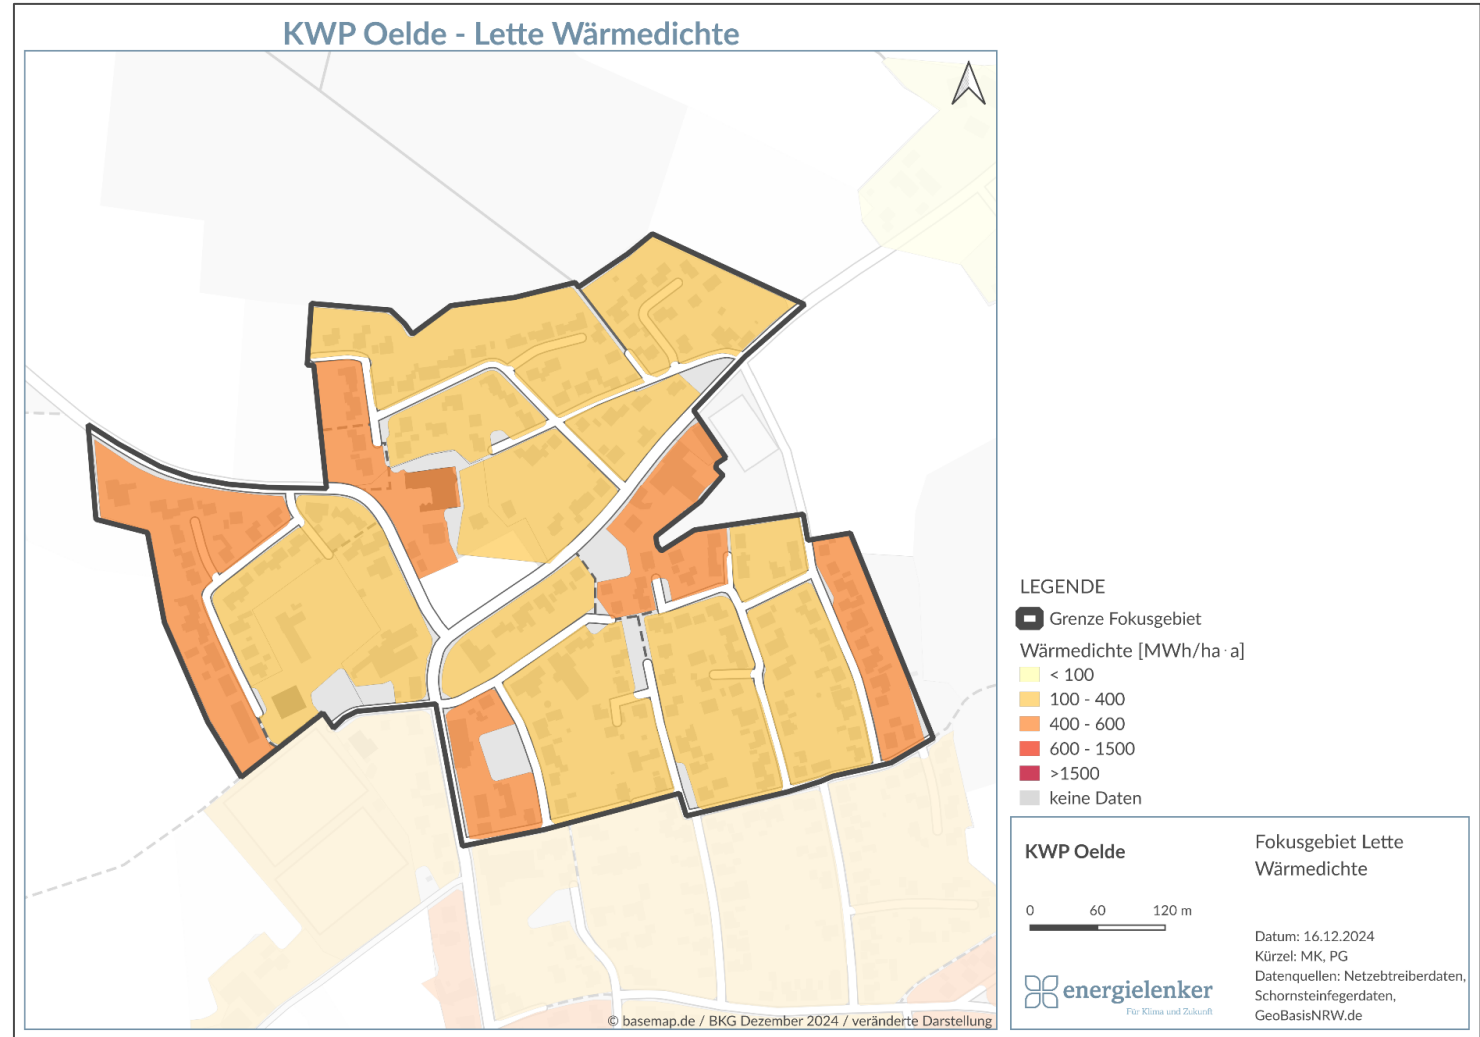 KWP Oelde - Lette Wärmedichte
LEGENDE
Grenze Fokusgebiet
Wärmedichte [MWh/ha·a]
< 100
100 - 400
400 - 600
600 - 1500
>1500
keine Daten
KWP Oelde
0 60 120 m
energielenker
Für Klima und Zukunft
Fokusgebiet Lette
Wärmedichte
Datum: 16.12.2024
Kürzel: MK, PG
Datenquellen: Netzebtreiberdaten,
Schornsteinfegerdaten,
GeoBasisNRW.de
© basemap.de / BKG Dezember 2024 / veränderte Darstellung